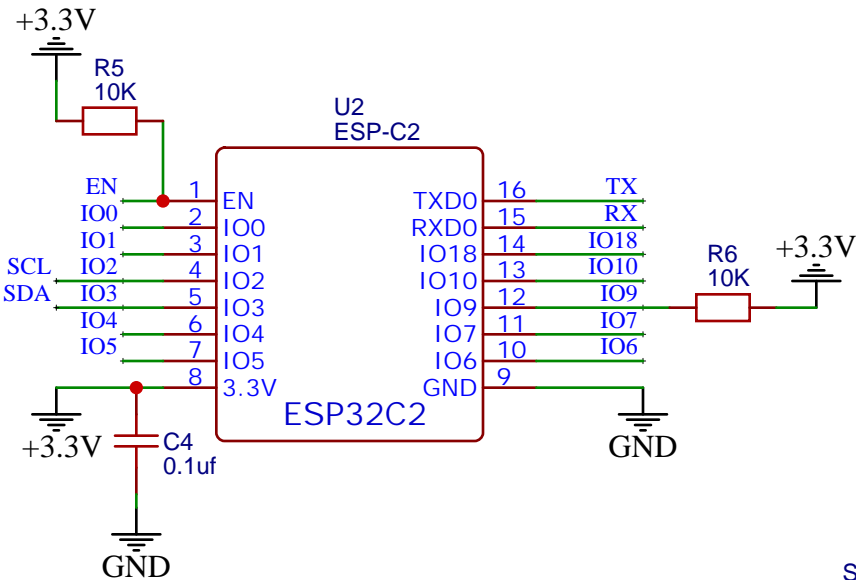 +3.3V
R5
10K
U2
ESP-C2
EN
1
EN
TXD0
16
TX
IO0
2
IO0
RXD0
15
RX
IO1
3
IO1
IO18
14
IO18
SCL
IO2
4
IO2
IO10
13
IO10
R6
10K
+3.3V
SDA
IO3
5
IO3
IO9
12
IO9
IO4
6
IO4
IO7
11
IO7
IO5
7
IO5
IO6
10
IO6
8
3.3V
GND
9
ESP32C2
+3.3V
C4
0.1uf
GND
GND
S